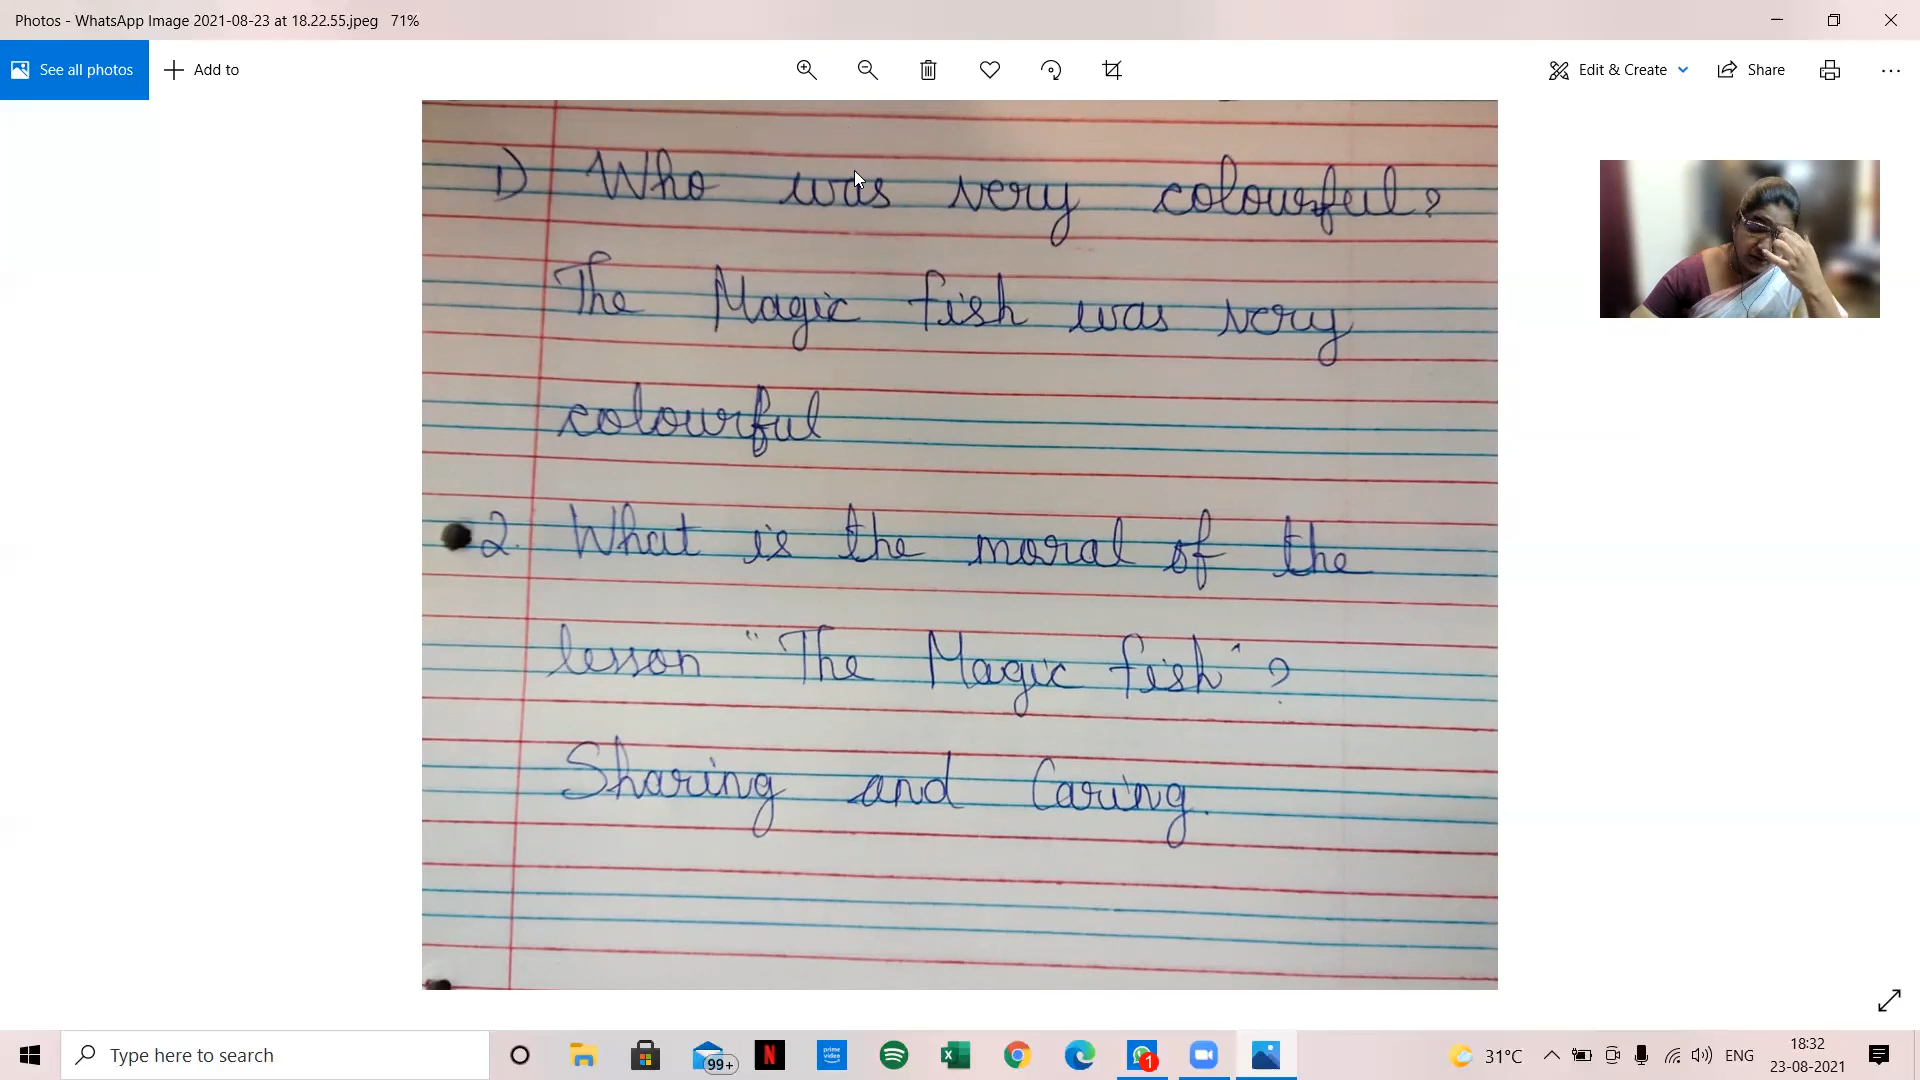 Photos - WhatsApp Image 2021-08-23 at 18.22.55.jpeg 71%
See all photos
Add to
Edit & Create
Share
1) Who was very colourful?
The Magic fish was very
colourful
2. What is the moral of the
lesson "The Magic fish"?
Sharing and Caring.
Type here to search
99+
N
prime video
X
1
31°C
ENG
18:32
23-08-2021